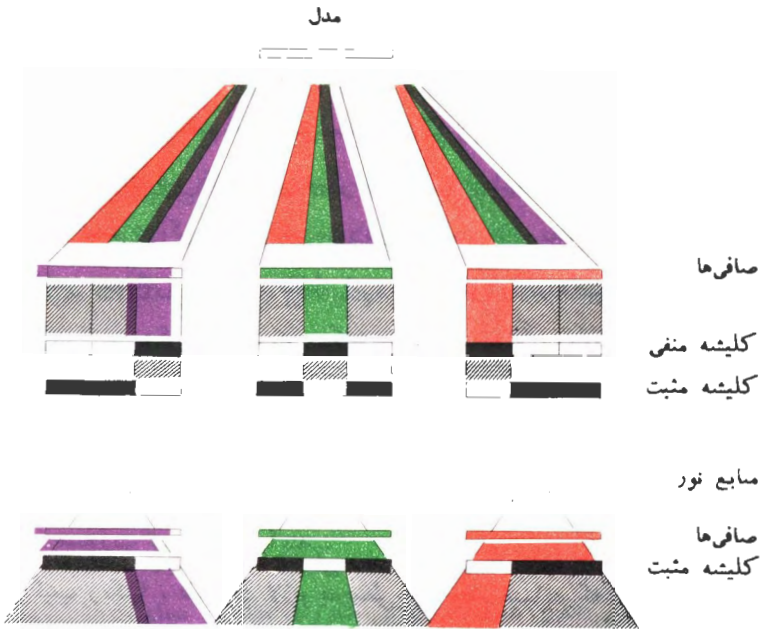 مدل
صافی‌ها
کلیشه منفی
کلیشه مثبت
منابع نور
صافی‌ها
کلیشه مثبت